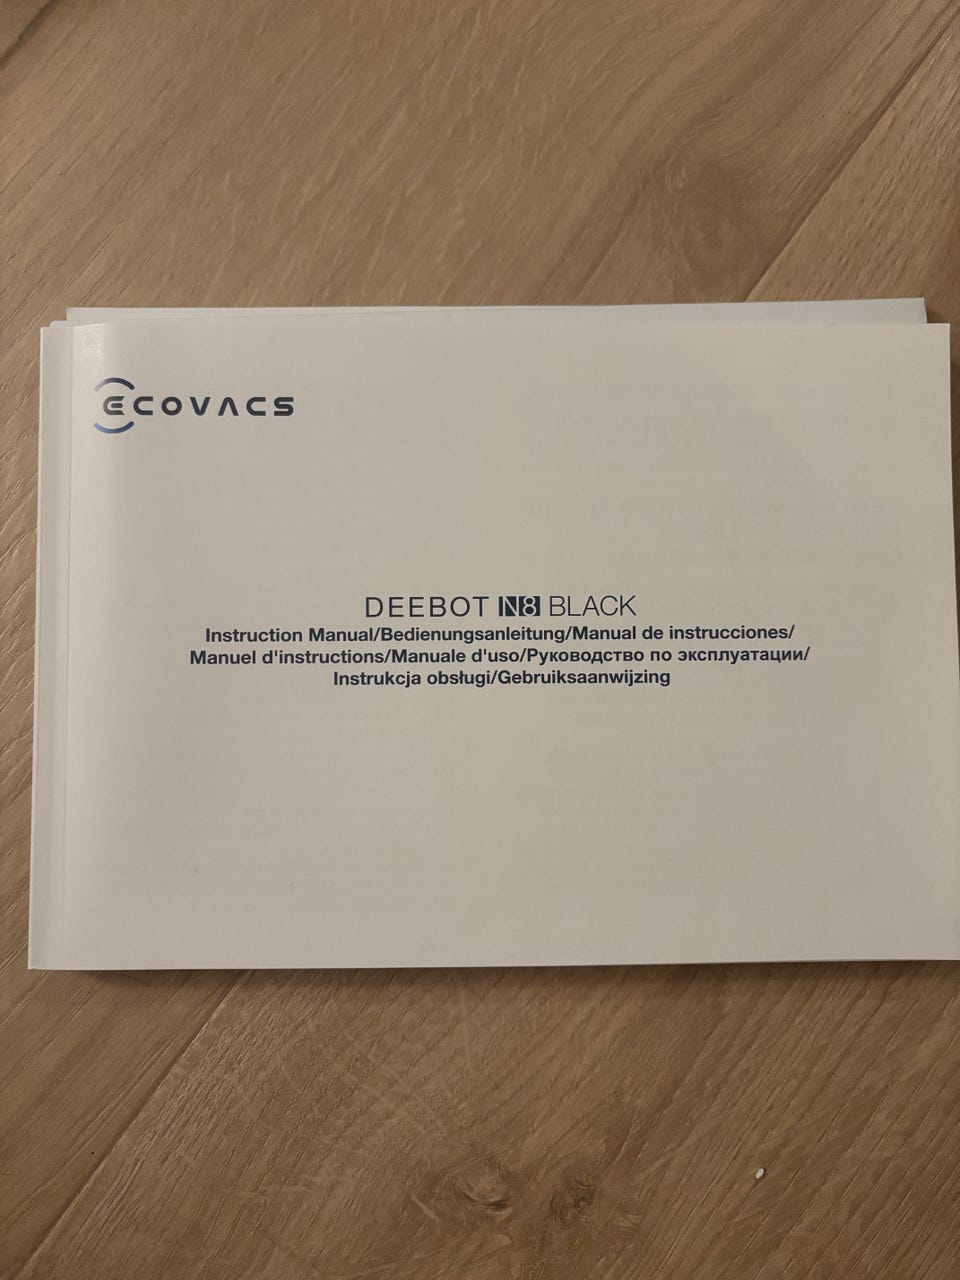 ECOVACS
DEEBOT N8 BLACK
Instruction Manual/Bedienungsanleitung/Manual de instrucciones/
Manuel d'instructions/Manuale d'uso/Руководство по эксплуатации/
Instrukcja obsługi/Gebruiksaanwijzing